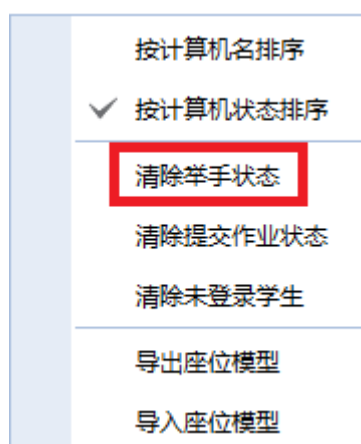 按计算机名排序
按计算机状态排序
清除举手状态
清除提交作业状态
清除未登录学生
导出座位模型
导入座位模型